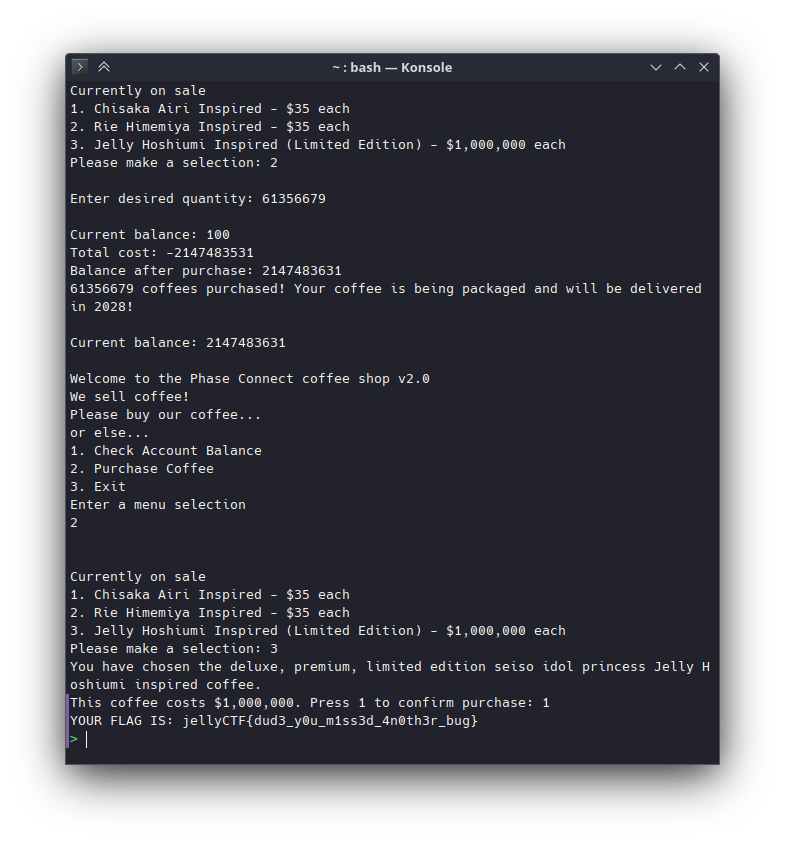 ~ : bash — Konsole
Currently on sale
1. Chisaka Airi Inspired – $35 each
2. Rie Himemiya Inspired – $35 each
3. Jelly Hoshiumi Inspired (Limited Edition) – $1,000,000 each
Please make a selection: 2
Enter desired quantity: 61356679
Current balance: 100
Total cost: -2147483531
Balance after purchase: 2147483631
61356679 coffees purchased! Your coffee is being packaged and will be delivered
in 2028!
Current balance: 2147483631
Welcome to the Phase Connect coffee shop v2.0
We sell coffee!
Please buy our coffee...
or else...
1. Check Account Balance
2. Purchase Coffee
3. Exit
Enter a menu selection
2
Currently on sale
1. Chisaka Airi Inspired – $35 each
2. Rie Himemiya Inspired – $35 each
3. Jelly Hoshiumi Inspired (Limited Edition) – $1,000,000 each
Please make a selection: 3
You have chosen the deluxe, premium, limited edition seiso idol princess Jelly H
oshiumi inspired coffee.
This coffee costs $1,000,000. Press 1 to confirm purchase: 1
YOUR FLAG IS: jellyCTF{dud3_y0u_m1ss3d_4n0th3r_bug}
>